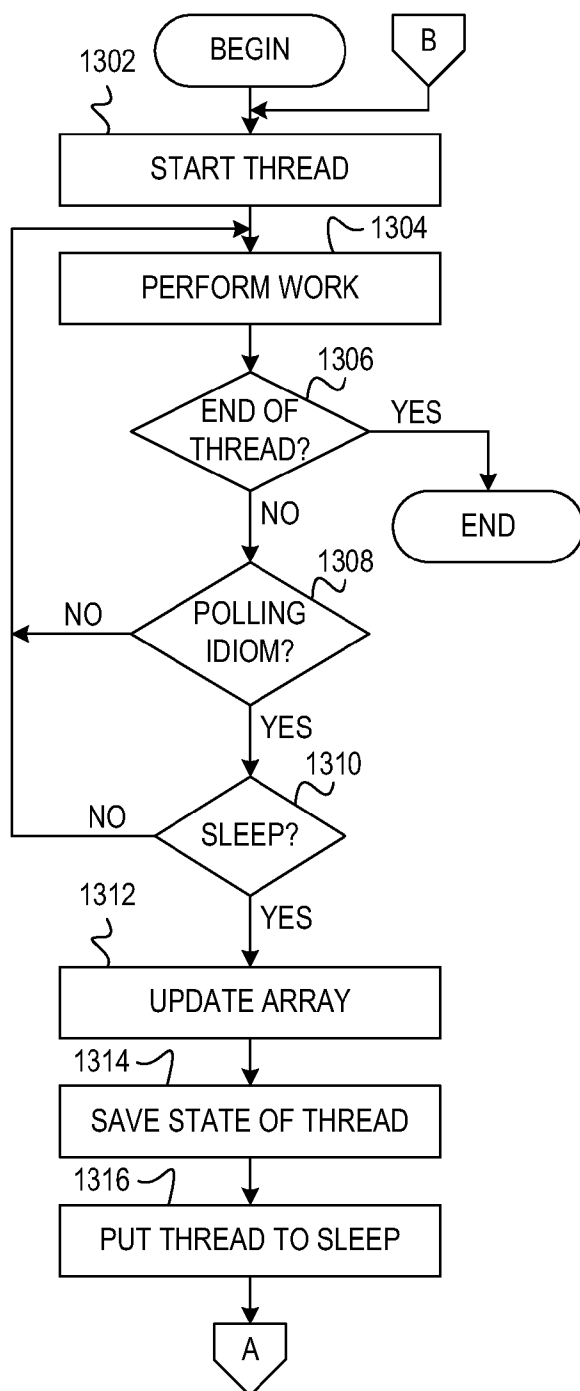 BEGIN
B
1302
START THREAD
1304
PERFORM WORK
1306
END OF
THREAD?
YES
END
NO
1308
POLLING
IDIOM?
NO
YES
1310
SLEEP?
NO
YES
1312
UPDATE ARRAY
1314
SAVE STATE OF THREAD
1316
PUT THREAD TO SLEEP
A